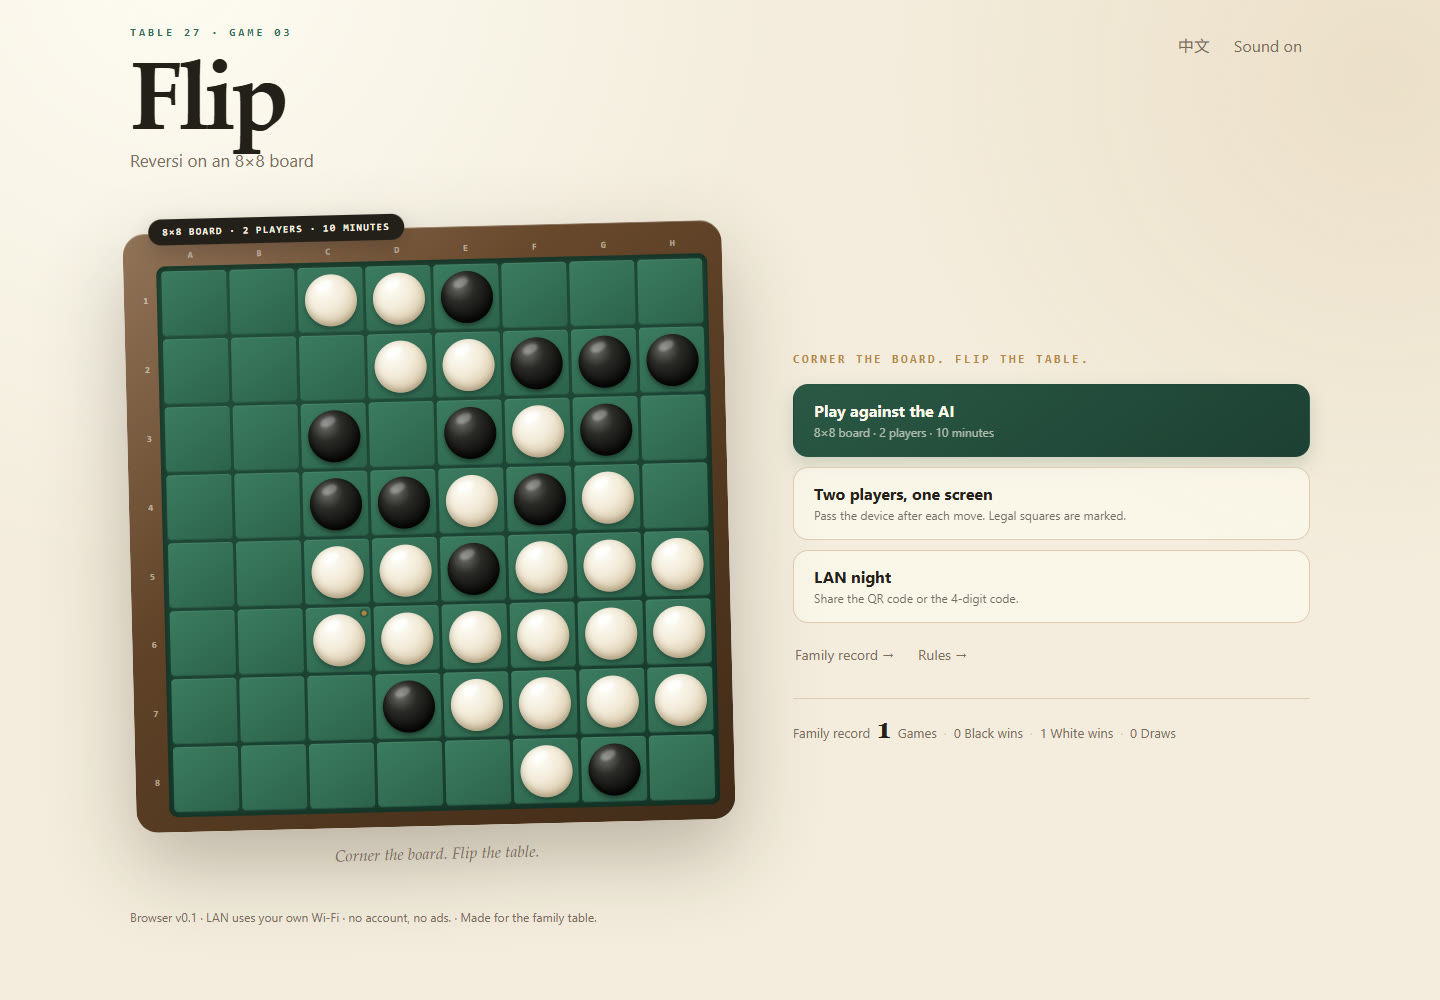 TABLE 27 · GAME 03
中文 Sound on
Flip
Reversi on an 8×8 board
8×8 BOARD · 2 PLAYERS · 10 MINUTES
A B C D E F G H
1
2
3
4
5
6
7
8
Corner the board. Flip the table.
CORNER THE BOARD. FLIP THE TABLE.
Play against the AI
8×8 board · 2 players · 10 minutes
Two players, one screen
Pass the device after each move. Legal squares are marked.
LAN night
Share the QR code or the 4-digit code.
Family record → Rules →
Family record 1 Games · 0 Black wins · 1 White wins · 0 Draws
Browser v0.1 · LAN uses your own Wi-Fi · no account, no ads. · Made for the family table.